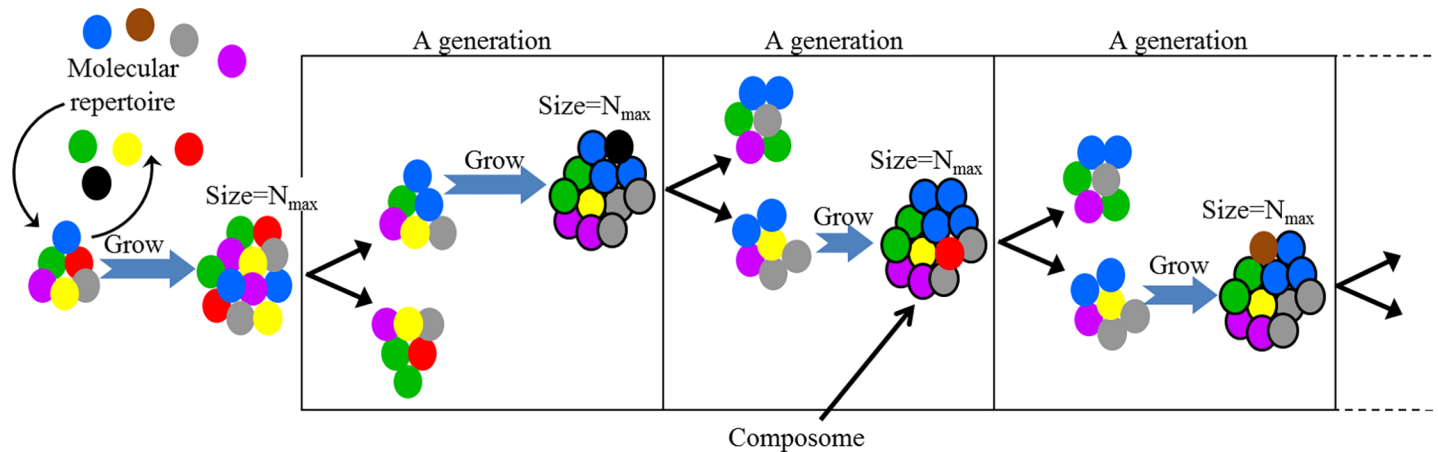 Molecular
repertoire
Grow
Size=Nmax
A generation
Grow
Size=Nmax
A generation
Grow
Size=Nmax
Composome
A generation
Grow
Size=Nmax